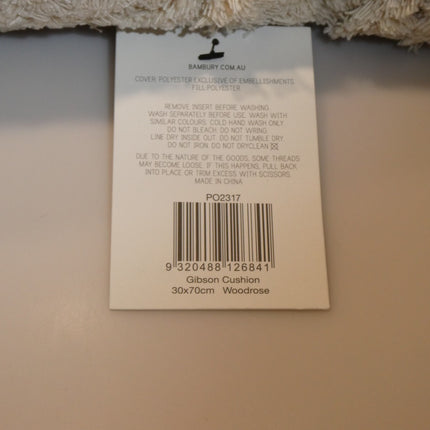 BAMBURY.COM.AU
COVER: POLYESTER EXCLUSIVE OF EMBELLISHMENTS
FILL: POLYESTER
REMOVE INSERT BEFORE WASHING.
WASH SEPARATELY BEFORE USE. WASH WITH
SIMILAR COLOURS. COLD HAND WASH ONLY.
DO NOT BLEACH. DO NOT WRING.
LINE DRY INSIDE OUT. DO NOT TUMBLE DRY.
DO NOT IRON. DO NOT DRYCLEAN
DUE TO THE NATURE OF THE GOODS, SOME THREADS
MAY BECOME LOOSE. IF THIS HAPPENS, PULL BACK
INTO PLACE OR TRIM EXCESS WITH SCISSORS.
MADE IN CHINA
PO2317
9 320488 126841
Gibson Cushion
30x70cm Woodrose